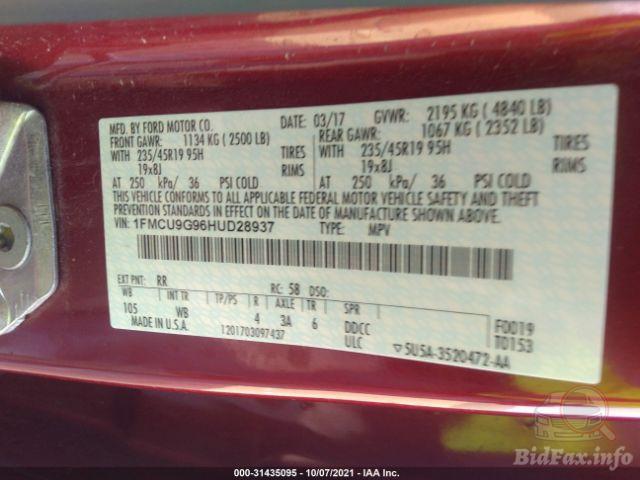 MFD. BY FORD MOTOR CO. DATE: 03/17 GVWR: 2195 KG ( 4840 LB)
FRONT GAWR: 1134 KG ( 2500 LB) REAR GAWR: 1067 KG ( 2352 LB)
WITH 235/45R19 95H TIRES WITH 235/45R19 95H TIRES
19x8J RIMS 19x8J RIMS
AT 250 kPa/ 36 PSI COLD AT 250 kPa/ 36 PSI COLD
THIS VEHICLE CONFORMS TO ALL APPLICABLE FEDERAL MOTOR VEHICLE SAFETY AND THEFT
PREVENTION STANDARDS IN EFFECT ON THE DATE OF MANUFACTURE SHOWN ABOVE.
VIN: 1FMCU9G96HUD28937 TYPE: MPV
EXT PNT: RR RC: 58 DSO:
WB INT TR TP/PS R AXLE TR SPR
105 WB 4 3A 6 DDCC F0019
MADE IN U.S.A. 1201703097437 ULC T0153
▽5U5A-3520472-AA
BidFax.info
000-31435095 - 10/07/2021 - IAA Inc.